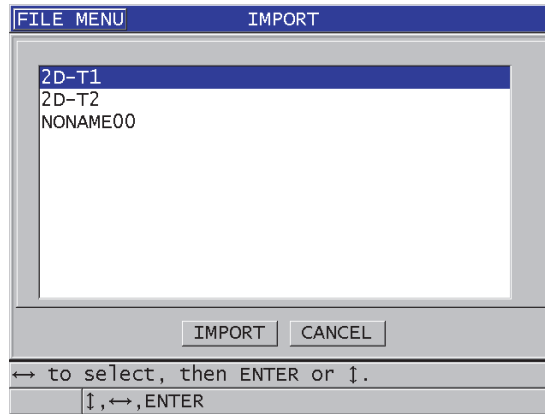 FILE MENU IMPORT
2D-T1
2D-T2
NONAME00
IMPORT CANCEL
↔ to select, then ENTER or ↕.
↕,↔,ENTER